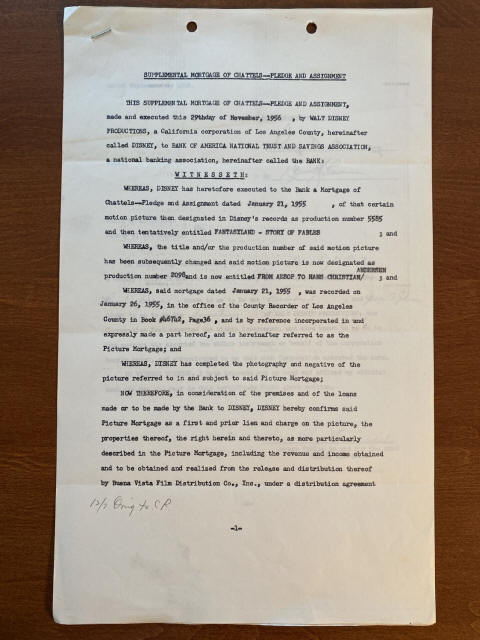 SUPPLEMENTAL MORTGAGE OF CHATTELS--PLEDGE AND ASSIGNMENT
THIS SUPPLEMENTAL MORTGAGE OF CHATTELS--PLEDGE AND ASSIGNMENT,
made and executed this 29thday of November, 1956 , by WALT DISNEY
PRODUCTIONS, a California corporation of Los Angeles County, hereinafter
called DISNEY, to BANK OF AMERICA NATIONAL TRUST AND SAVINGS ASSOCIATION,
a national banking association, hereinafter called the BANK:
WITNESSETH:
WHEREAS, DISNEY has heretofore executed to the Bank a Mortgage of
Chattels--Pledge and Assignment dated January 21, 1955 , of that certain
motion picture then designated in Disney's records as production number 5585
and then tentatively entitled FANTASYLAND - STORY OF FABLES ; and
WHEREAS, the title and/or the production number of said motion picture
has been subsequently changed and said motion picture is now designated as
ANDERSEN
production number 2098and is now entitled FROM AESOP TO HANS CHRISTIAN/ ; and
WHEREAS, said mortgage dated January 21, 1955 , was recorded on
January 26, 1955, in the office of the County Recorder of Los Angeles
County in Book #46742, Page36 , and is by reference incorporated in and
expressly made a part hereof, and is hereinafter referred to as the
Picture Mortgage; and
WHEREAS, DISNEY has completed the photography and negative of the
picture referred to in and subject to said Picture Mortgage;
NOW THEREFORE, in consideration of the premises and of the loans
made or to be made by the Bank to DISNEY, DISNEY hereby confirms said
Picture Mortgage as a first and prior lien and charge on the picture, the
properties thereof, the right herein and thereto, as more particularly
described in the Picture Mortgage, including the revenue and income obtained
and to be obtained and realized from the release and distribution thereof
by Buena Vista Film Distribution Co., Inc., under a distribution agreement
12/7 Orig to CR
-1-